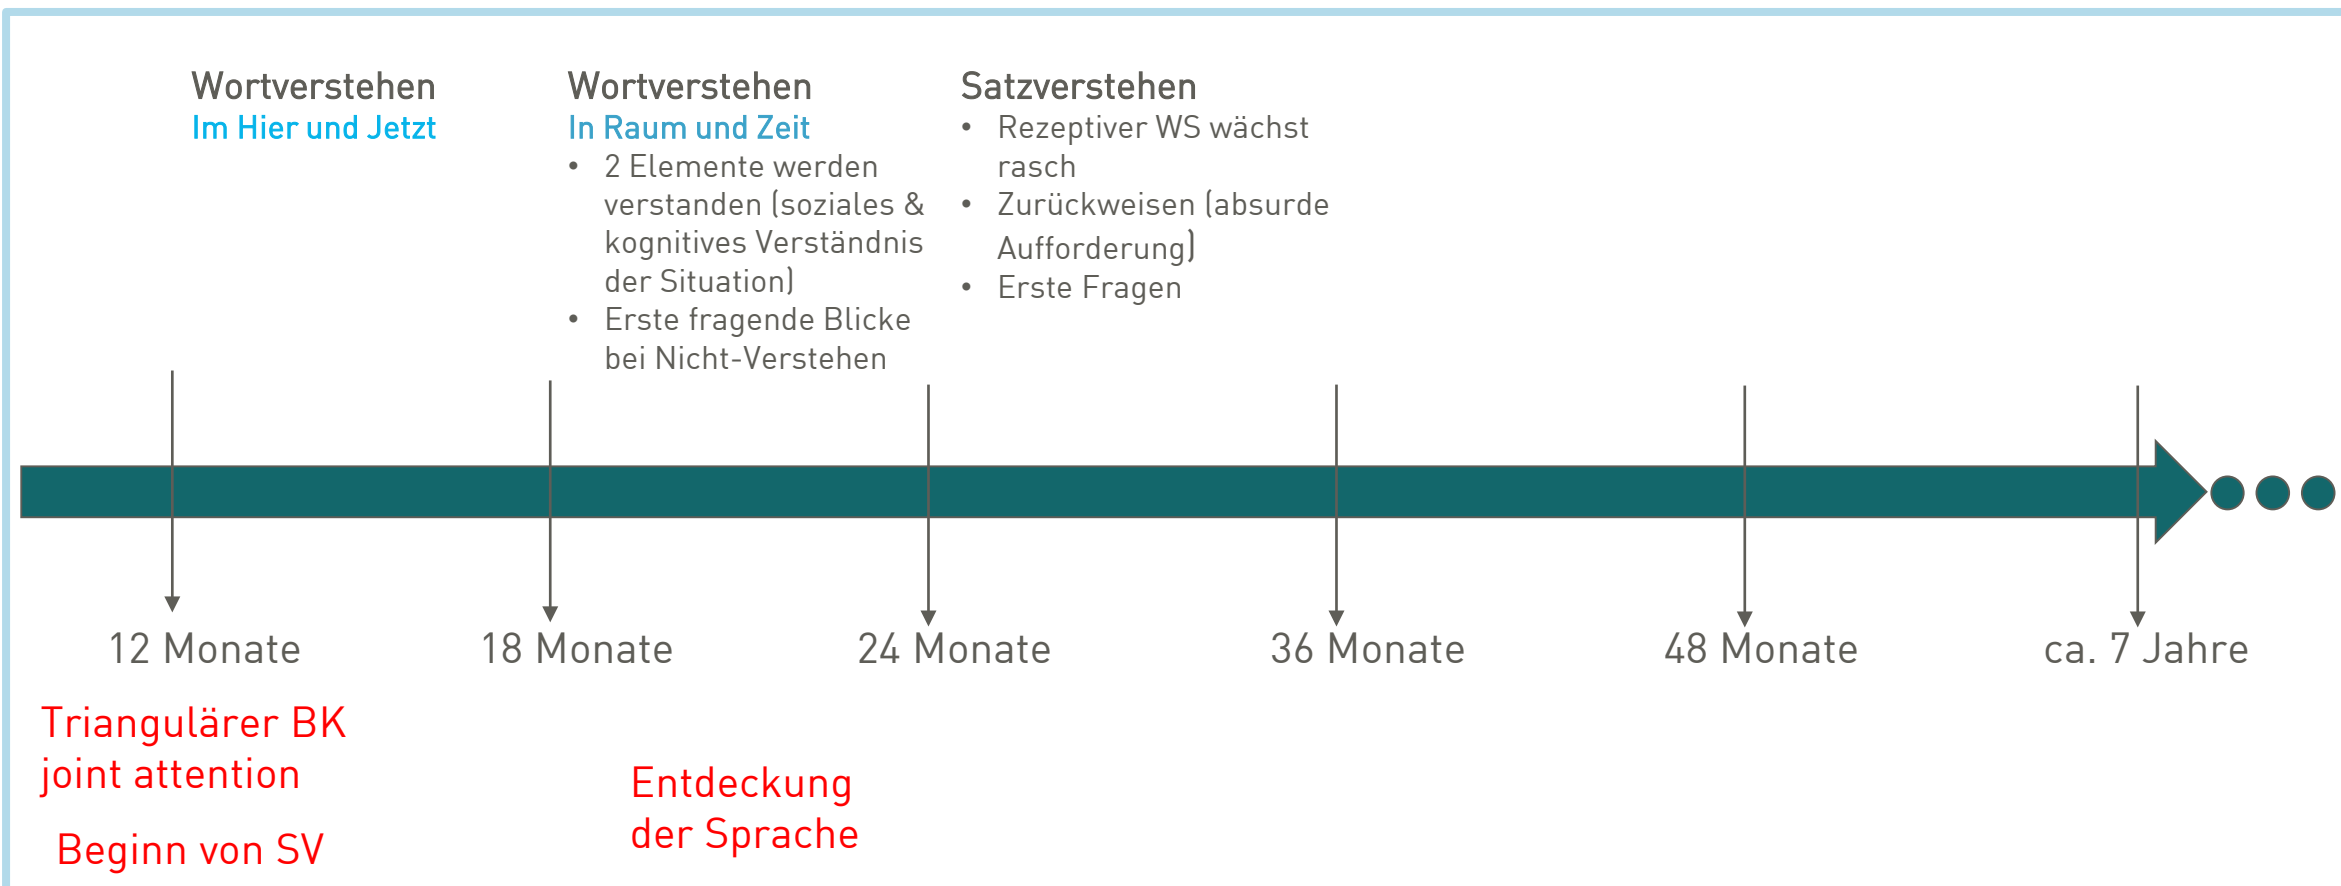 Wortverstehen
Im Hier und Jetzt
Wortverstehen
In Raum und Zeit
• 2 Elemente werden
verstanden (soziales &
kognitives Verständnis
der Situation)
• Erste fragende Blicke
bei Nicht-Verstehen
Satzverstehen
• Rezeptiver WS wächst
rasch
• Zurückweisen (absurde
Aufforderung)
• Erste Fragen
12 Monate
18 Monate
24 Monate
36 Monate
48 Monate
ca. 7 Jahre
Triangulärer BK
joint attention
Beginn von SV
Entdeckung
der Sprache